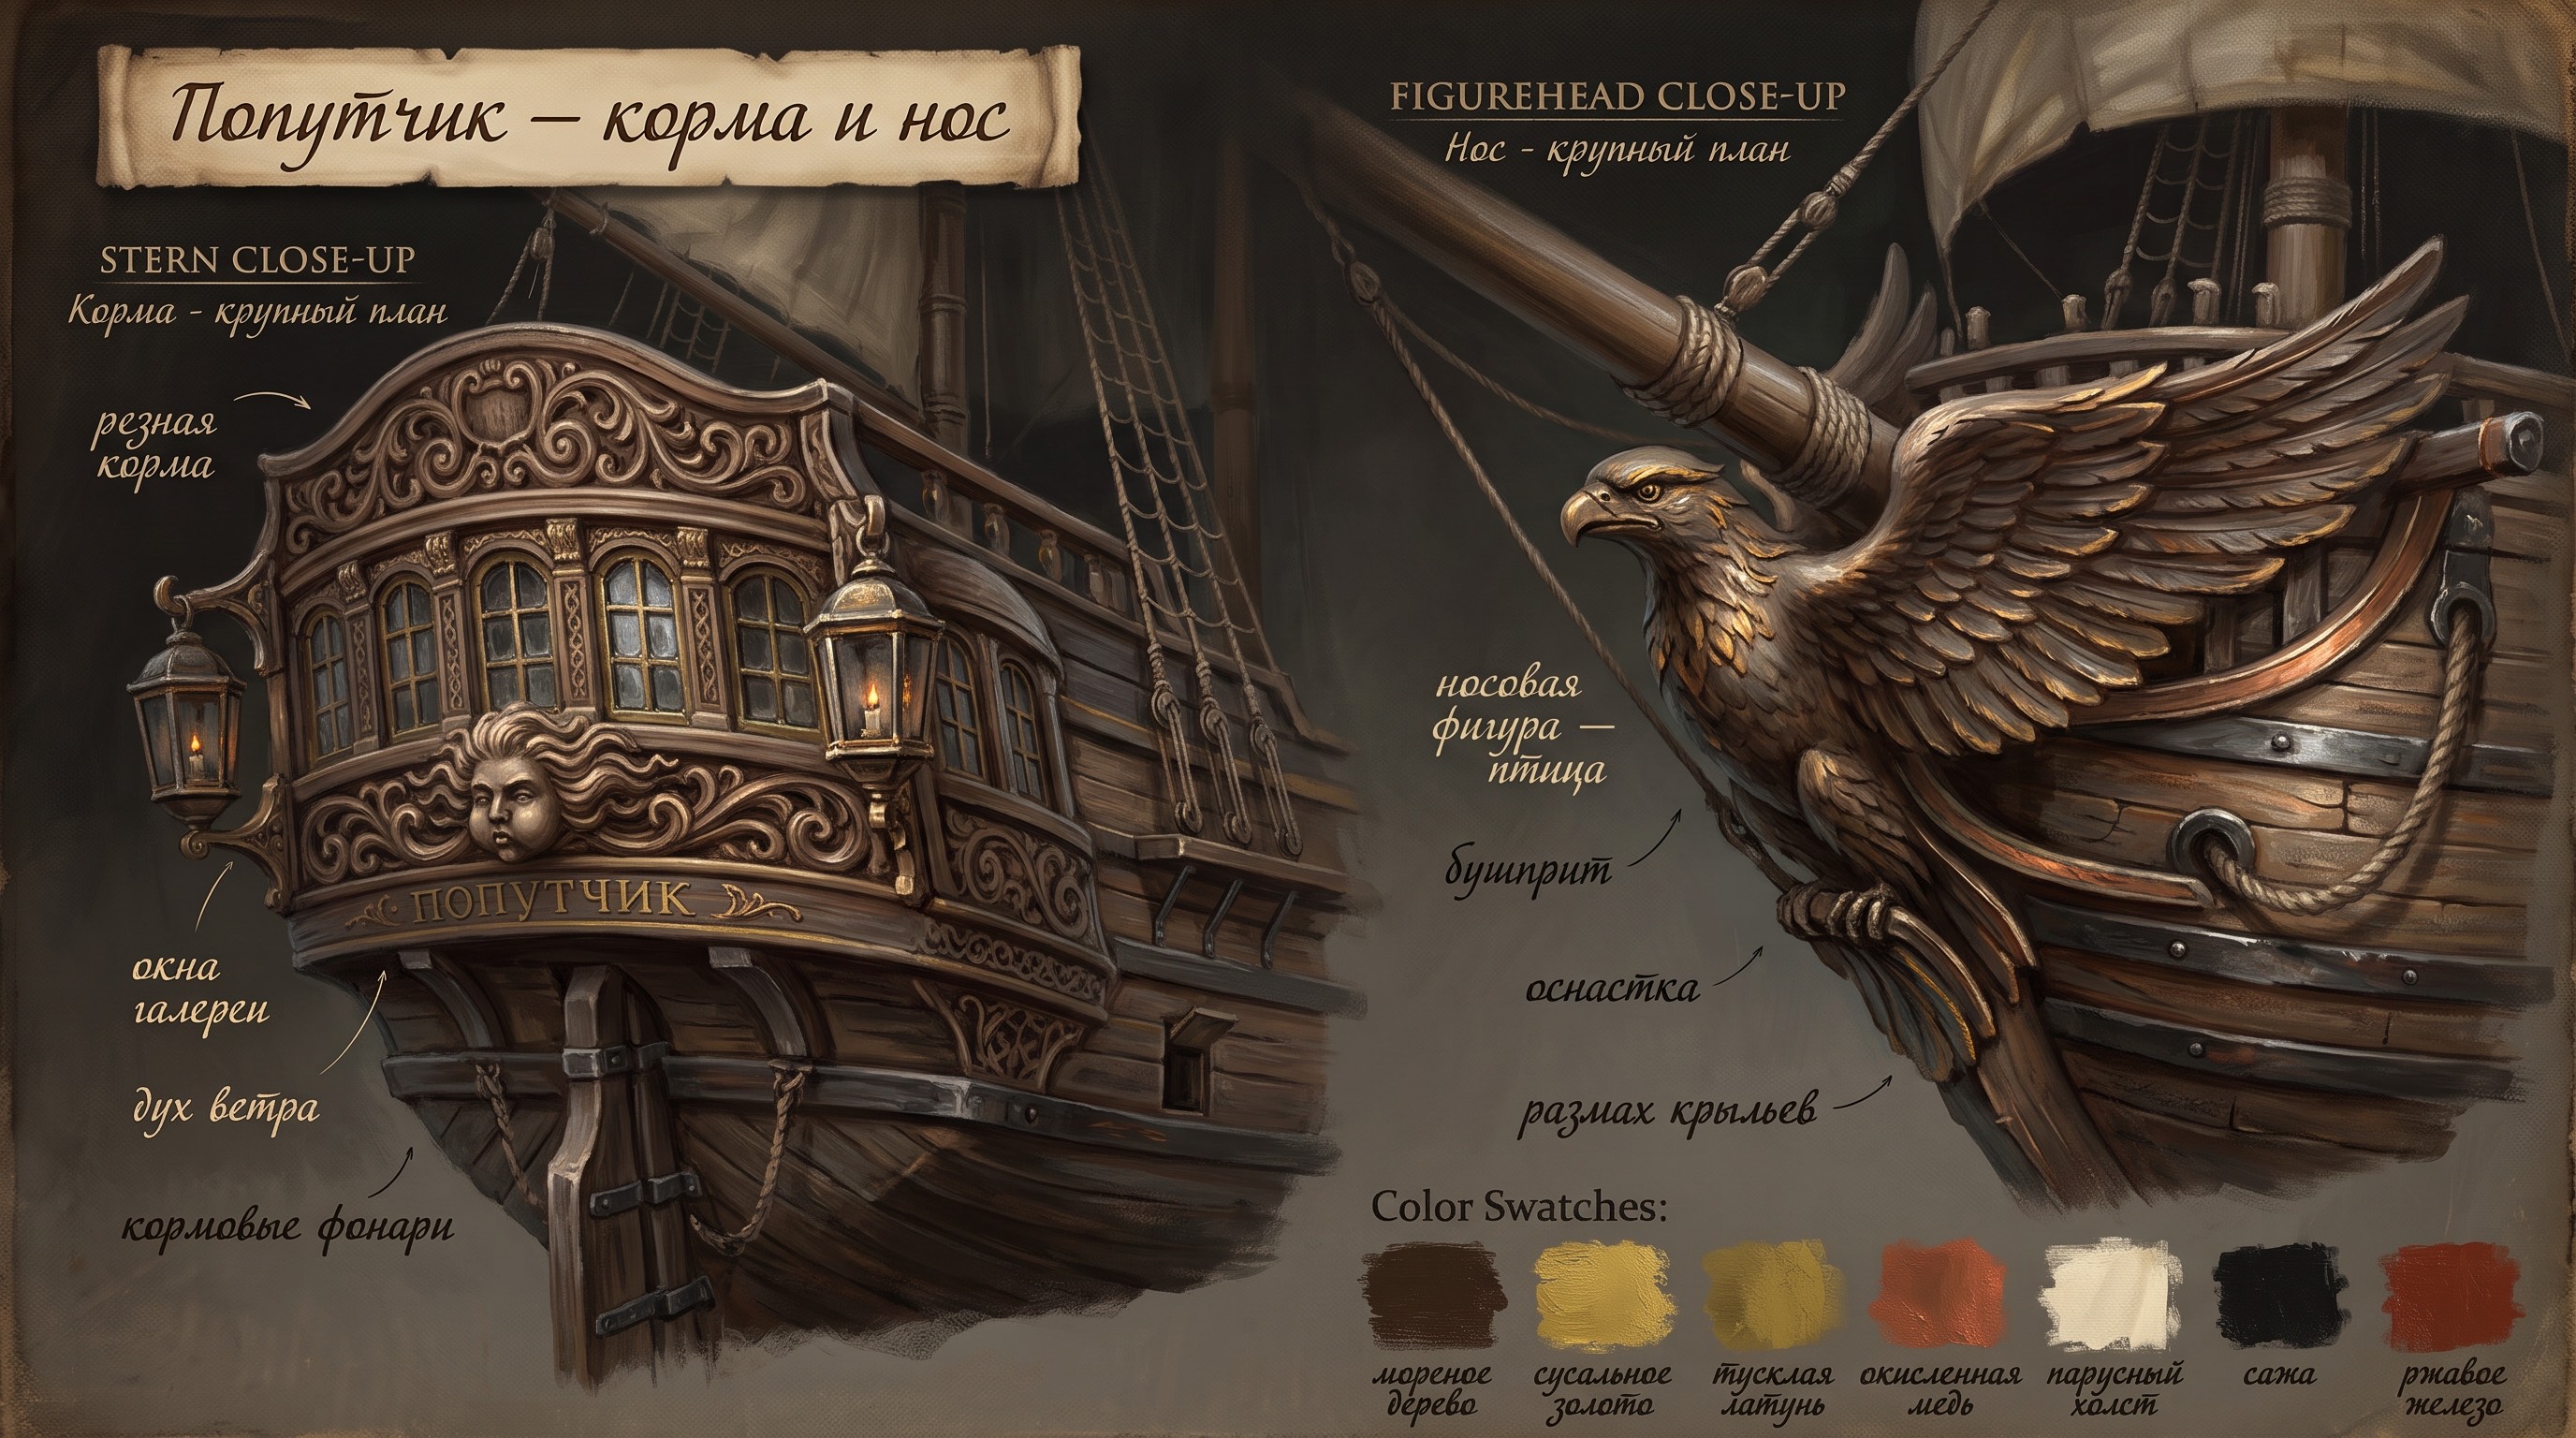 Попутчик — корма и нос
STERN CLOSE-UP
Корма - крупный план
резная
корма
ПОПУТЧИК
окна
галереи
дух ветра
кормовые фонари
FIGUREHEAD CLOSE-UP
Нос - крупный план
носовая
фигура —
птица
бушприт
оснастка
размах крыльев
Color Swatches:
мореное
дерево
сусальное
золото
тусклая
латунь
окисленная
медь
парусный
холст
сажа
ржавое
железо